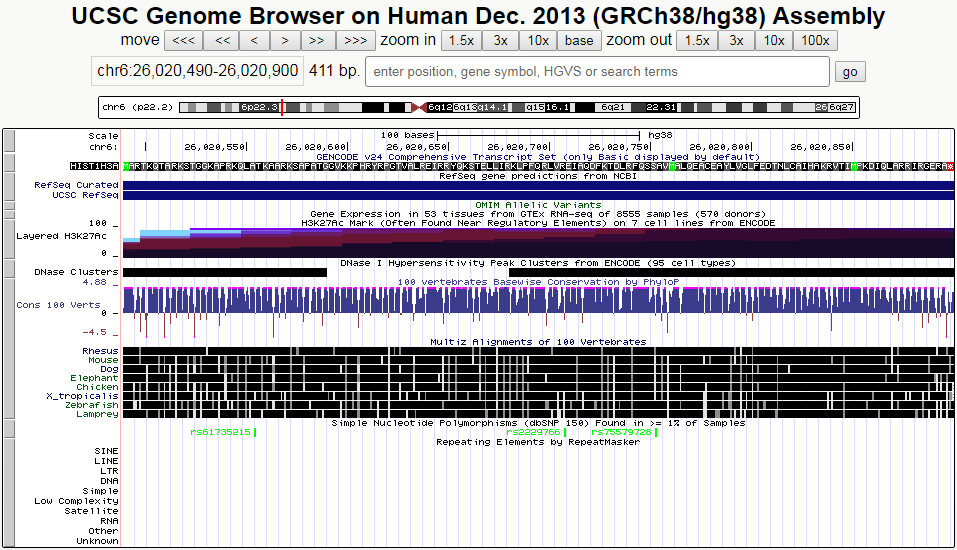 UCSC Genome Browser on Human Dec. 2013 (GRCh38/hg38) Assembly
move <<< << < > >> >>> zoom in 1.5x 3x 10x base zoom out 1.5x 3x 10x 100x
chr6:26,020,490-26,020,900 411 bp. enter position, gene symbol, HGVS or search terms go
chr6 (p22.2) 6p22.3 6q12 6q13 q14.1 q15 16.1 6q21 22.31 26 6q27
Scale 100 bases hg38
chr6: 26,020,550 26,020,600 26,020,650 26,020,700 26,020,750 26,020,800 26,020,850
GENCODE v24 Comprehensive Transcript Set (only Basic displayed by default)
HIST1H3A
RefSeq gene predictions from NCBI
RefSeq Curated
UCSC RefSeq
OMIM Allelic Variants
Gene Expression in 53 tissues from GTEx RNA-seq of 8555 samples (570 donors)
H3K27Ac Mark (Often Found Near Regulatory Elements) on 7 cell lines from ENCODE
100 _
Layered H3K27Ac
0 _
DNase I Hypersensitivity Peak Clusters from ENCODE (95 cell types)
DNase Clusters
100 vertebrates Basewise Conservation by PhyloP
4.88 _
Cons 100 Verts
0 _
-4.5 _
Multiz Alignments of 100 Vertebrates
Rhesus
Mouse
Dog
Elephant
Chicken
X_tropicalis
Zebrafish
Lamprey
Simple Nucleotide Polymorphisms (dbSNP 150) Found in >= 1% of Samples
rs61735215 rs2229766 rs75579728
Repeating Elements by RepeatMasker
SINE
LINE
LTR
DNA
Simple
Low Complexity
Satellite
RNA
Other
Unknown